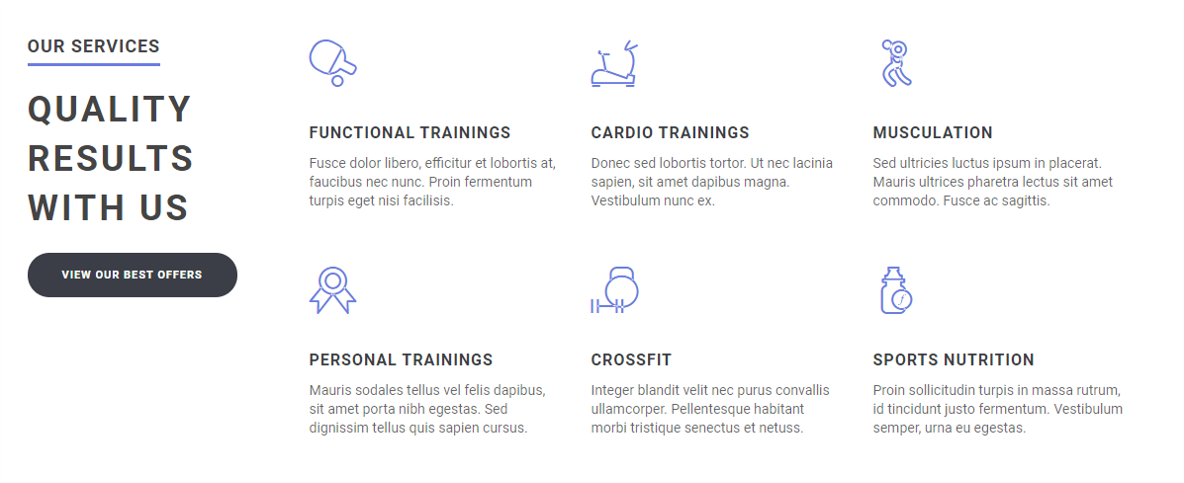 OUR SERVICES
QUALITY
RESULTS
WITH US
VIEW OUR BEST OFFERS
FUNCTIONAL TRAININGS
Fusce dolor libero, efficitur et lobortis at,
faucibus nec nunc. Proin fermentum
turpis eget nisi facilisis.
CARDIO TRAININGS
Donec sed lobortis tortor. Ut nec lacinia
sapien, sit amet dapibus magna.
Vestibulum nunc ex.
MUSCULATION
Sed ultricies luctus ipsum in placerat.
Mauris ultrices pharetra lectus sit amet
commodo. Fusce ac sagittis.
PERSONAL TRAININGS
Mauris sodales tellus vel felis dapibus,
sit amet porta nibh egestas. Sed
dignissim tellus quis sapien cursus.
CROSSFIT
Integer blandit velit nec purus convallis
ullamcorper. Pellentesque habitant
morbi tristique senectus et netuss.
f
SPORTS NUTRITION
Proin sollicitudin turpis in massa rutrum,
id tincidunt justo fermentum. Vestibulum
semper, urna eu egestas.